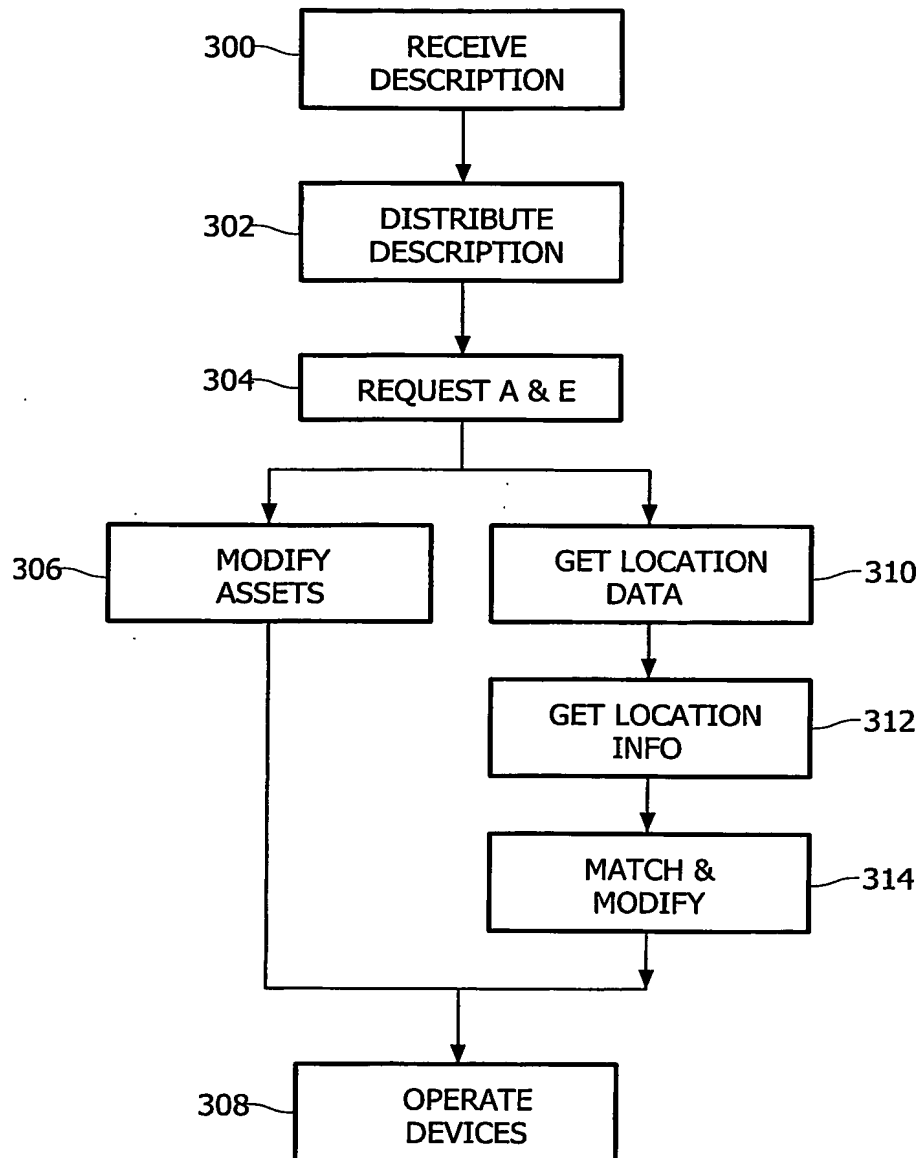 300
RECEIVE
DESCRIPTION
302
DISTRIBUTE
DESCRIPTION
304
REQUEST A & E
306
MODIFY
ASSETS
GET LOCATION
DATA
310
GET LOCATION
INFO
312
MATCH &
MODIFY
314
308
OPERATE
DEVICES